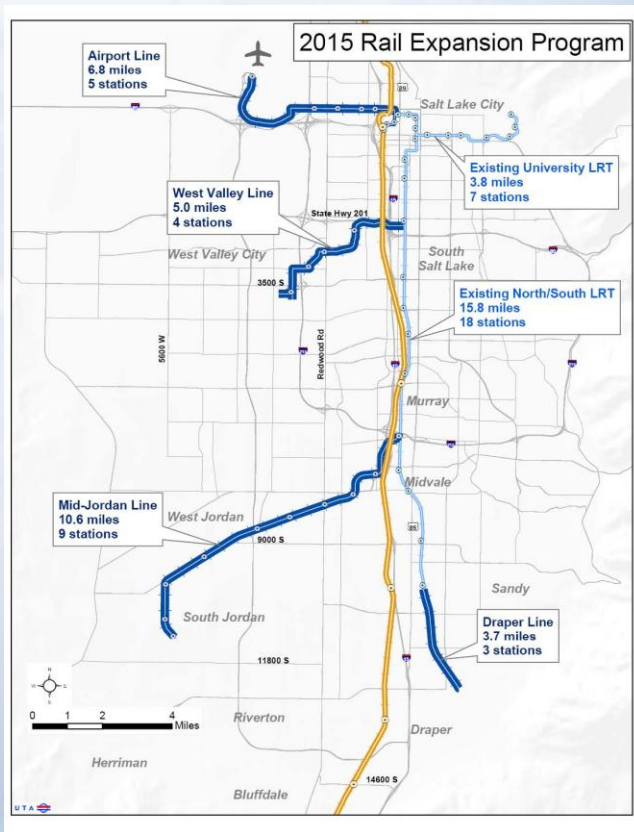 2015 Rail Expansion Program
Airport Line
6.8 miles
5 stations
89
Salt Lake City
Existing University LRT
3.8 miles
7 stations
West Valley Line
5.0 miles
4 stations
State Hwy 201
West Valley City
South
Salt Lake
3500 S
Existing North/South LRT
15.8 miles
18 stations
5600 W
Redwood Rd
Murray
Midvale
Mid-Jordan Line
10.6 miles
9 stations
West Jordan
89
9000 S
Sandy
South Jordan
Draper Line
3.7 miles
3 stations
11800 S
N
W
E
S
0 1 2 4
Miles
Riverton
Draper
Herriman
14600 S
Bluffdale
UTA